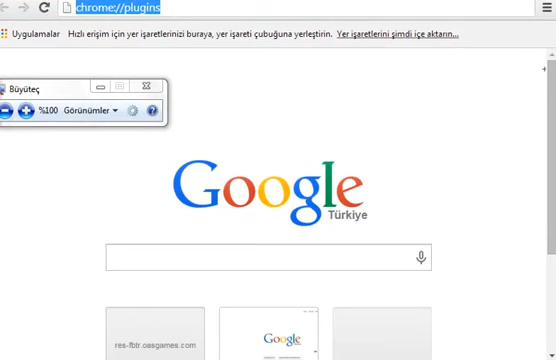 chrome://plugins
Uygulamalar Hızlı erişim için yer işaretlerinizi buraya, yer işareti çubuğuna yerleştirin. Yer işaretlerini şimdi içe aktarın...
Büyüteç
%100 Görünümler
Google
Türkiye
res-fbtr.oasgames.com
Google